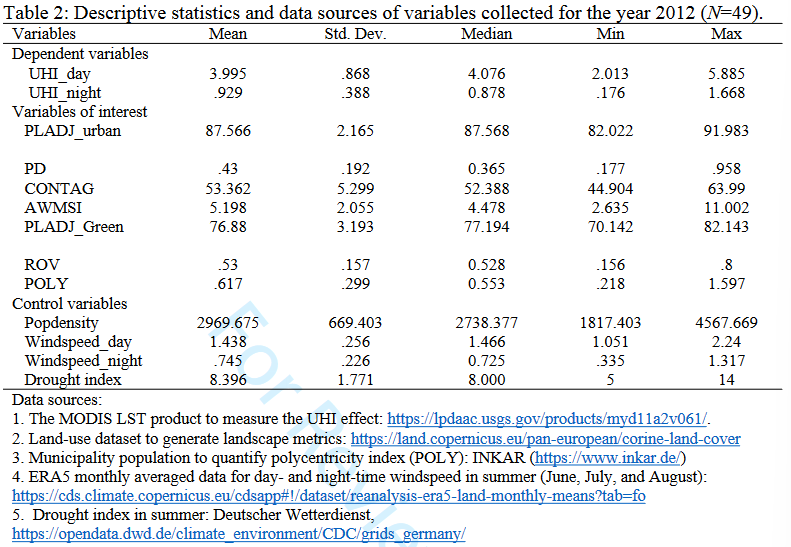 Table 2: Descriptive statistics and data sources of variables collected for the year 2012 (N=49).
Variables Mean Std. Dev. Median Min Max
Dependent variables
UHI_day 3.995 .868 4.076 2.013 5.885
UHI_night .929 .388 0.878 .176 1.668
Variables of interest
PLADJ_urban 87.566 2.165 87.568 82.022 91.983
PD .43 .192 0.365 .177 .958
CONTAG 53.362 5.299 52.388 44.904 63.99
AWMSI 5.198 2.055 4.478 2.635 11.002
PLADJ_Green 76.88 3.193 77.194 70.142 82.143
ROV .53 .157 0.528 .156 .8
POLY .617 .299 0.553 .218 1.597
Control variables
Popdensity 2969.675 669.403 2738.377 1817.403 4567.669
Windspeed_day 1.438 .256 1.466 1.051 2.24
Windspeed_night .745 .226 0.725 .335 1.317
Drought index 8.396 1.771 8.000 5 14
Data sources:
1. The MODIS LST product to measure the UHI effect: https://lpdaac.usgs.gov/products/myd11a2v061/.
2. Land-use dataset to generate landscape metrics: https://land.copernicus.eu/pan-european/corine-land-cover
3. Municipality population to quantify polycentricity index (POLY): INKAR (https://www.inkar.de/)
4. ERA5 monthly averaged data for day- and night-time windspeed in summer (June, July, and August):
https://cds.climate.copernicus.eu/cdsapp#!/dataset/reanalysis-era5-land-monthly-means?tab=fo
5. Drought index in summer: Deutscher Wetterdienst,
https://opendata.dwd.de/climate_environment/CDC/grids_germany/
For Revie